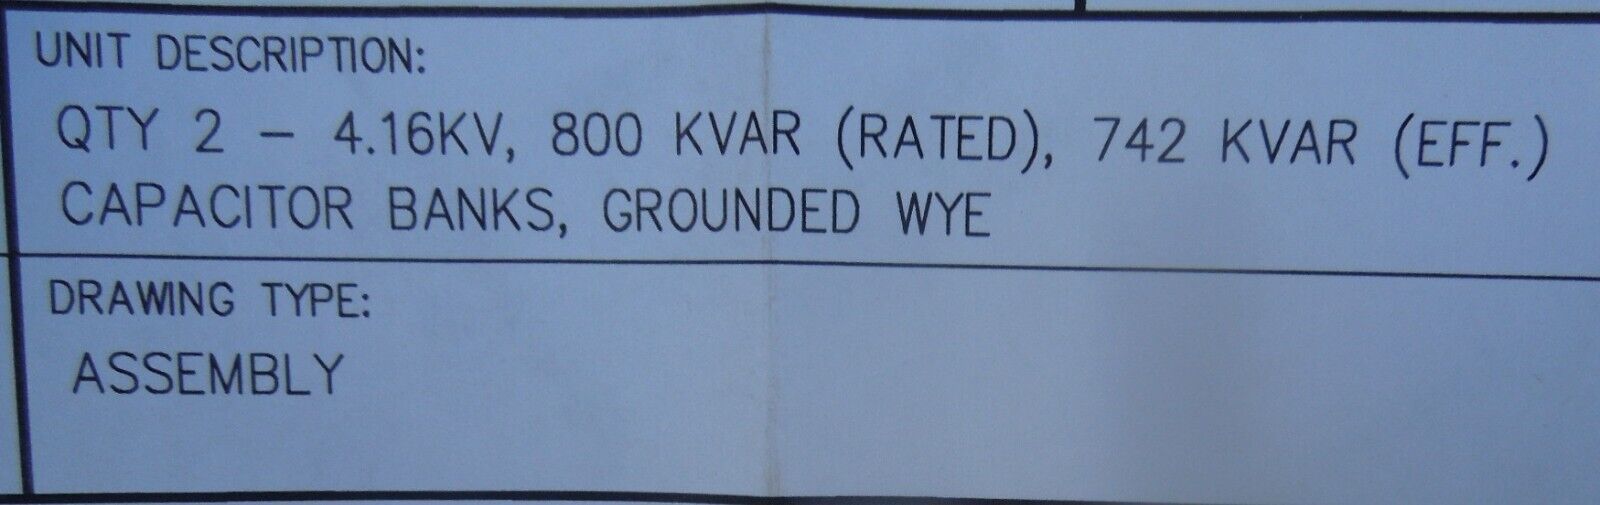 UNIT DESCRIPTION:
QTY 2 – 4.16KV, 800 KVAR (RATED), 742 KVAR (EFF.)
CAPACITOR BANKS, GROUNDED WYE
DRAWING TYPE:
ASSEMBLY